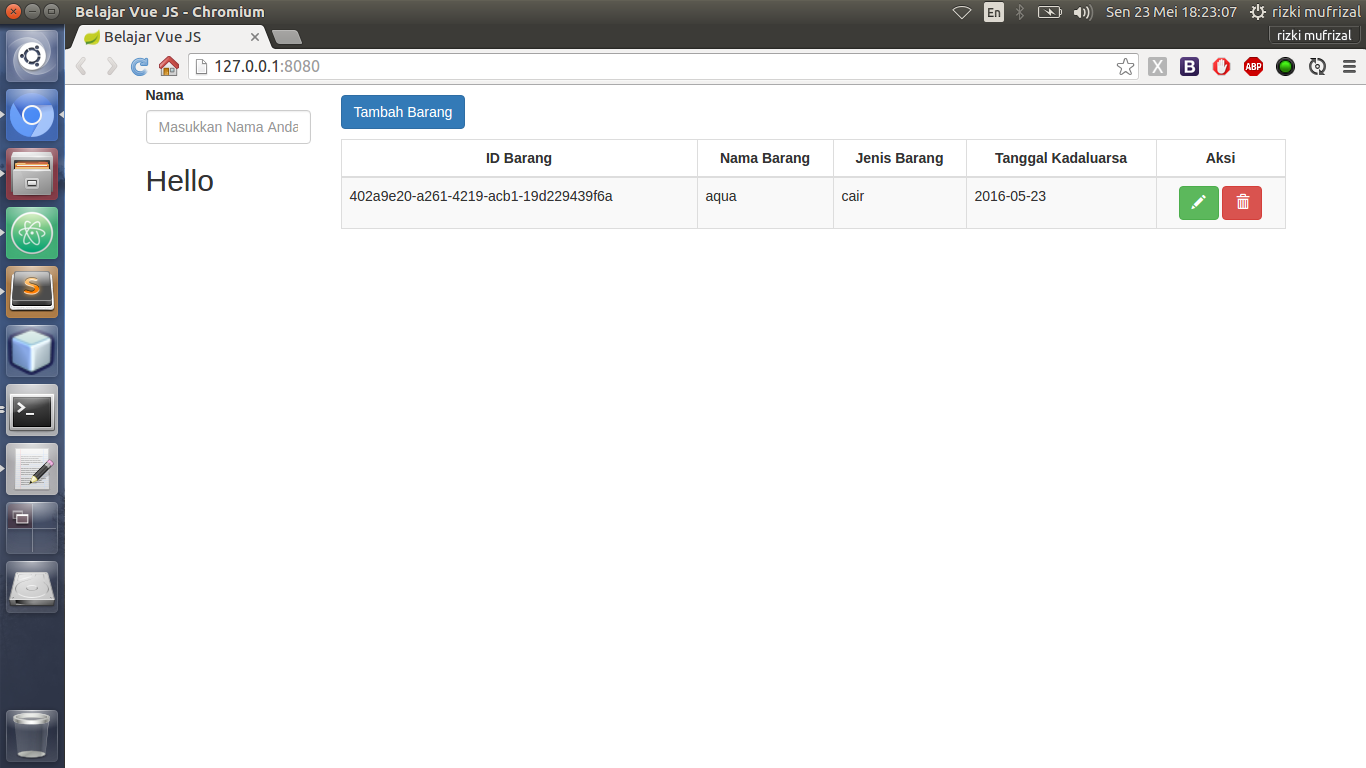 Belajar Vue JS - Chromium
En
Sen 23 Mei 18:23:07
rizki mufrizal
Belajar Vue JS
rizki mufrizal
127.0.0.1:8080
X
B
ABP
Nama
Masukkan Nama Anda
Hello
Tambah Barang
ID Barang Nama Barang Jenis Barang Tanggal Kadaluarsa Aksi
402a9e20-a261-4219-acb1-19d229439f6a aqua cair 2016-05-23
S
>_